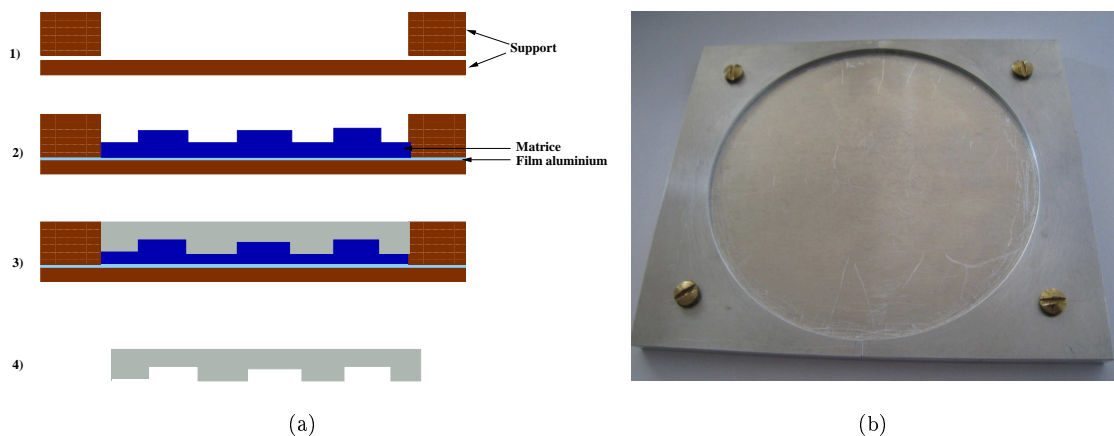 1)
Support
2)
Matrice
Film aluminium
3)
4)
(a)
(b)